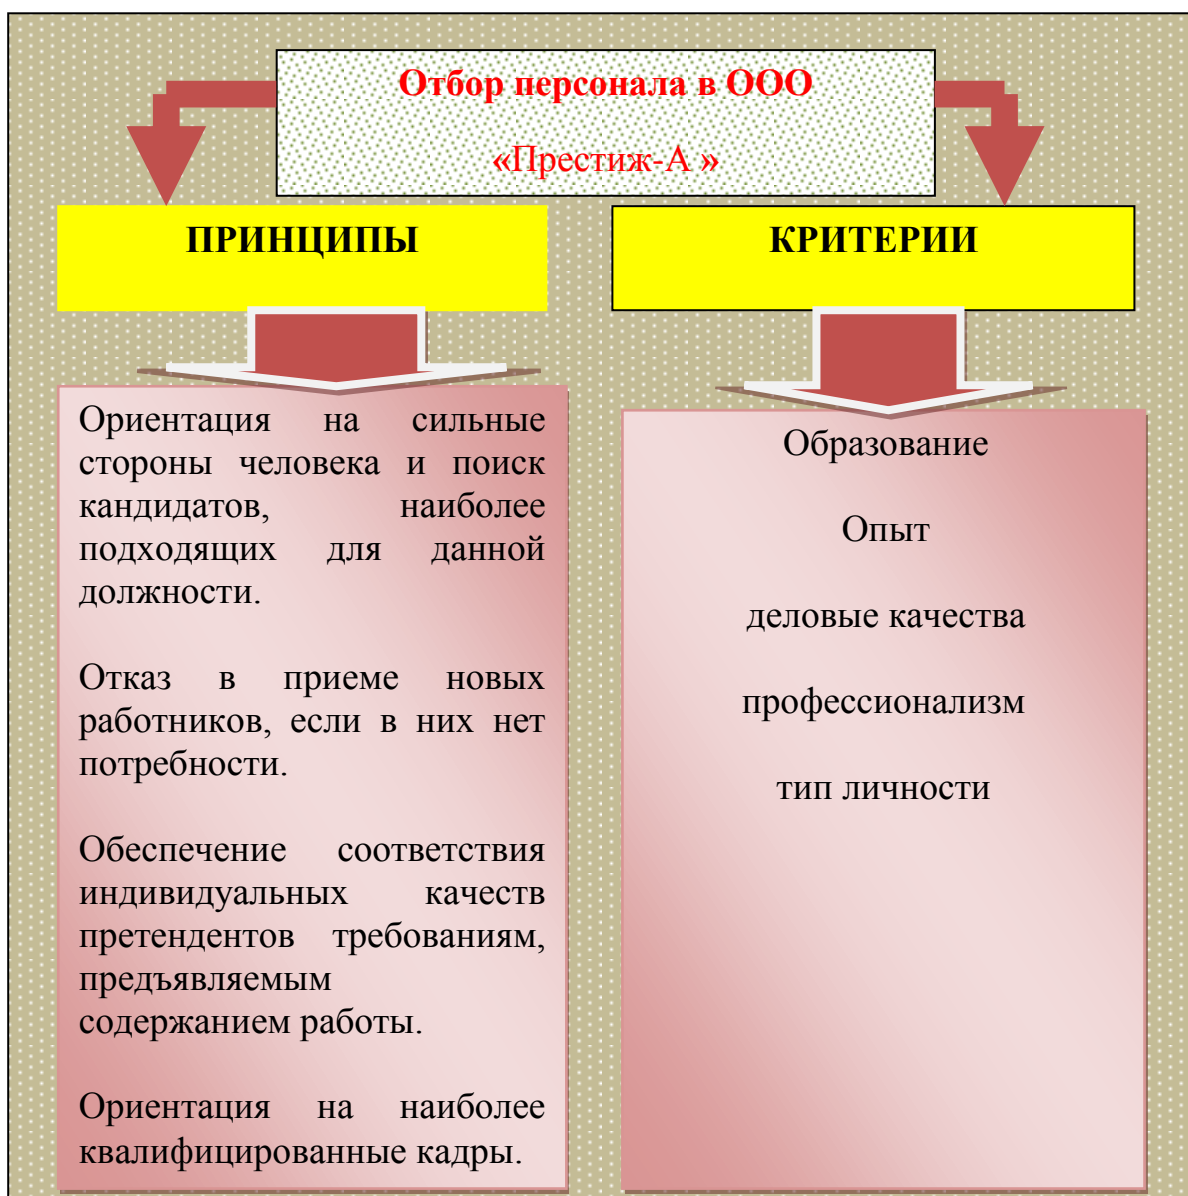 Отбор персонала в ООО
«Престиж-А »
ПРИНЦИПЫ
КРИТЕРИИ
Ориентация на сильные
стороны человека и поиск
кандидатов, наиболее
подходящих для данной
должности.
Отказ в приеме новых
работников, если в них нет
потребности.
Обеспечение соответствия
индивидуальных качеств
претендентов требованиям,
предъявляемым
содержанием работы.
Ориентация на наиболее
квалифицированные кадры.
Образование
Опыт
деловые качества
профессионализм
тип личности